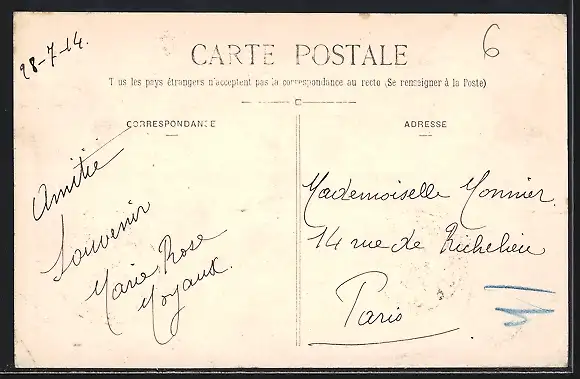 28-7-14.
6
CARTE POSTALE
Tous les pays étrangers n'acceptent pas la correspondance au recto (Se renseigner à la Poste)
CORRESPONDANCE
Amitié
Souvenir
Marie Rose
Moyaux.
ADRESSE
Mademoiselle Monnier.
14 rue de Richelieu
Paris